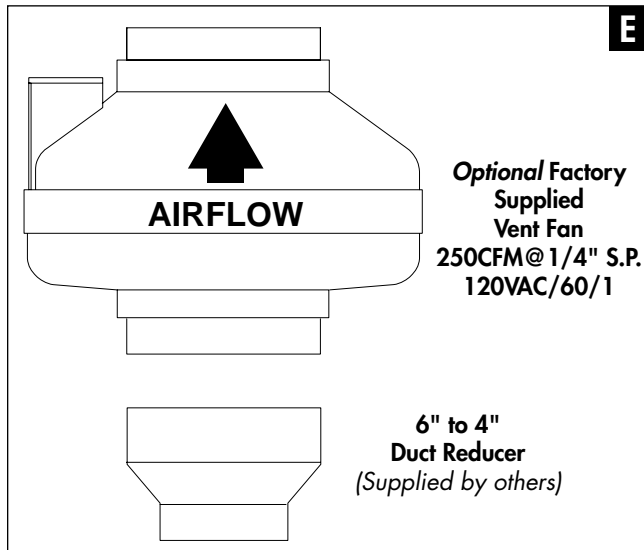 E
Optional Factory
Supplied
Vent Fan
250CFM@1/4" S.P.
120VAC/60/1
AIRFLOW
6" to 4"
Duct Reducer
(Supplied by others)